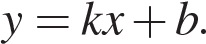 y = kx + b.